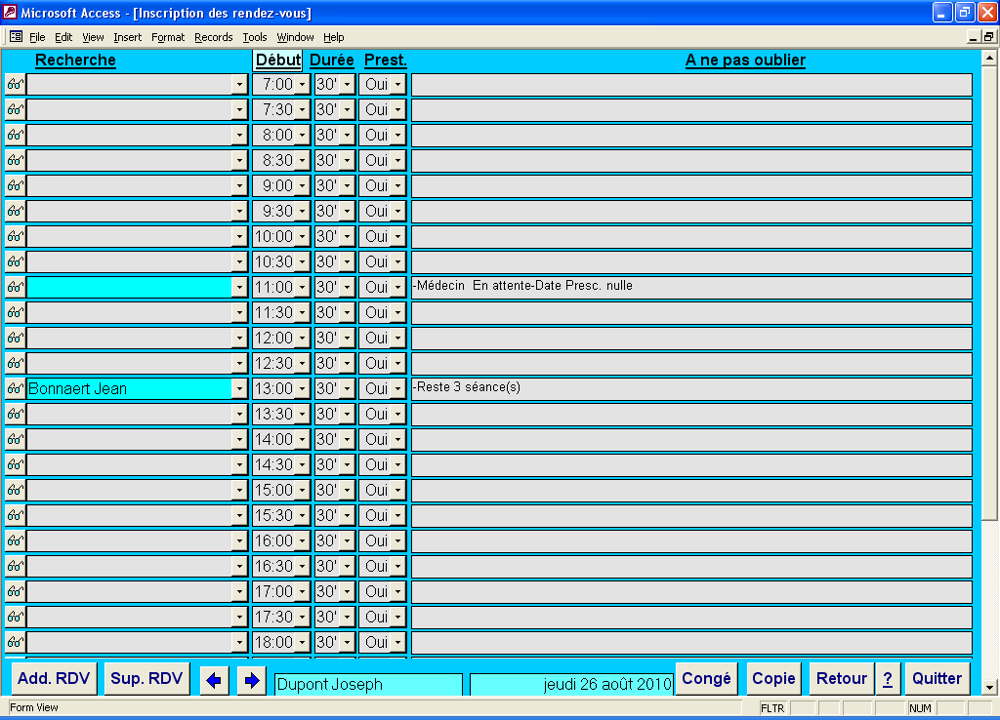 Microsoft Access - [Inscription des rendez-vous]
File Edit View Insert Format Records Tools Window Help
Recherche Début Durée Prest. A ne pas oublier
7:00 30' Oui
7:30 30' Oui
8:00 30' Oui
8:30 30' Oui
9:00 30' Oui
9:30 30' Oui
10:00 30' Oui
10:30 30' Oui
11:00 30' Oui -Médecin En attente-Date Presc. nulle
11:30 30' Oui
12:00 30' Oui
12:30 30' Oui
Bonnaert Jean 13:00 30' Oui -Reste 3 séance(s)
13:30 30' Oui
14:00 30' Oui
14:30 30' Oui
15:00 30' Oui
15:30 30' Oui
16:00 30' Oui
16:30 30' Oui
17:00 30' Oui
17:30 30' Oui
18:00 30' Oui
Add. RDV Sup. RDV Dupont Joseph jeudi 26 août 2010 Congé Copie Retour ? Quitter
Form View FLTR NUM